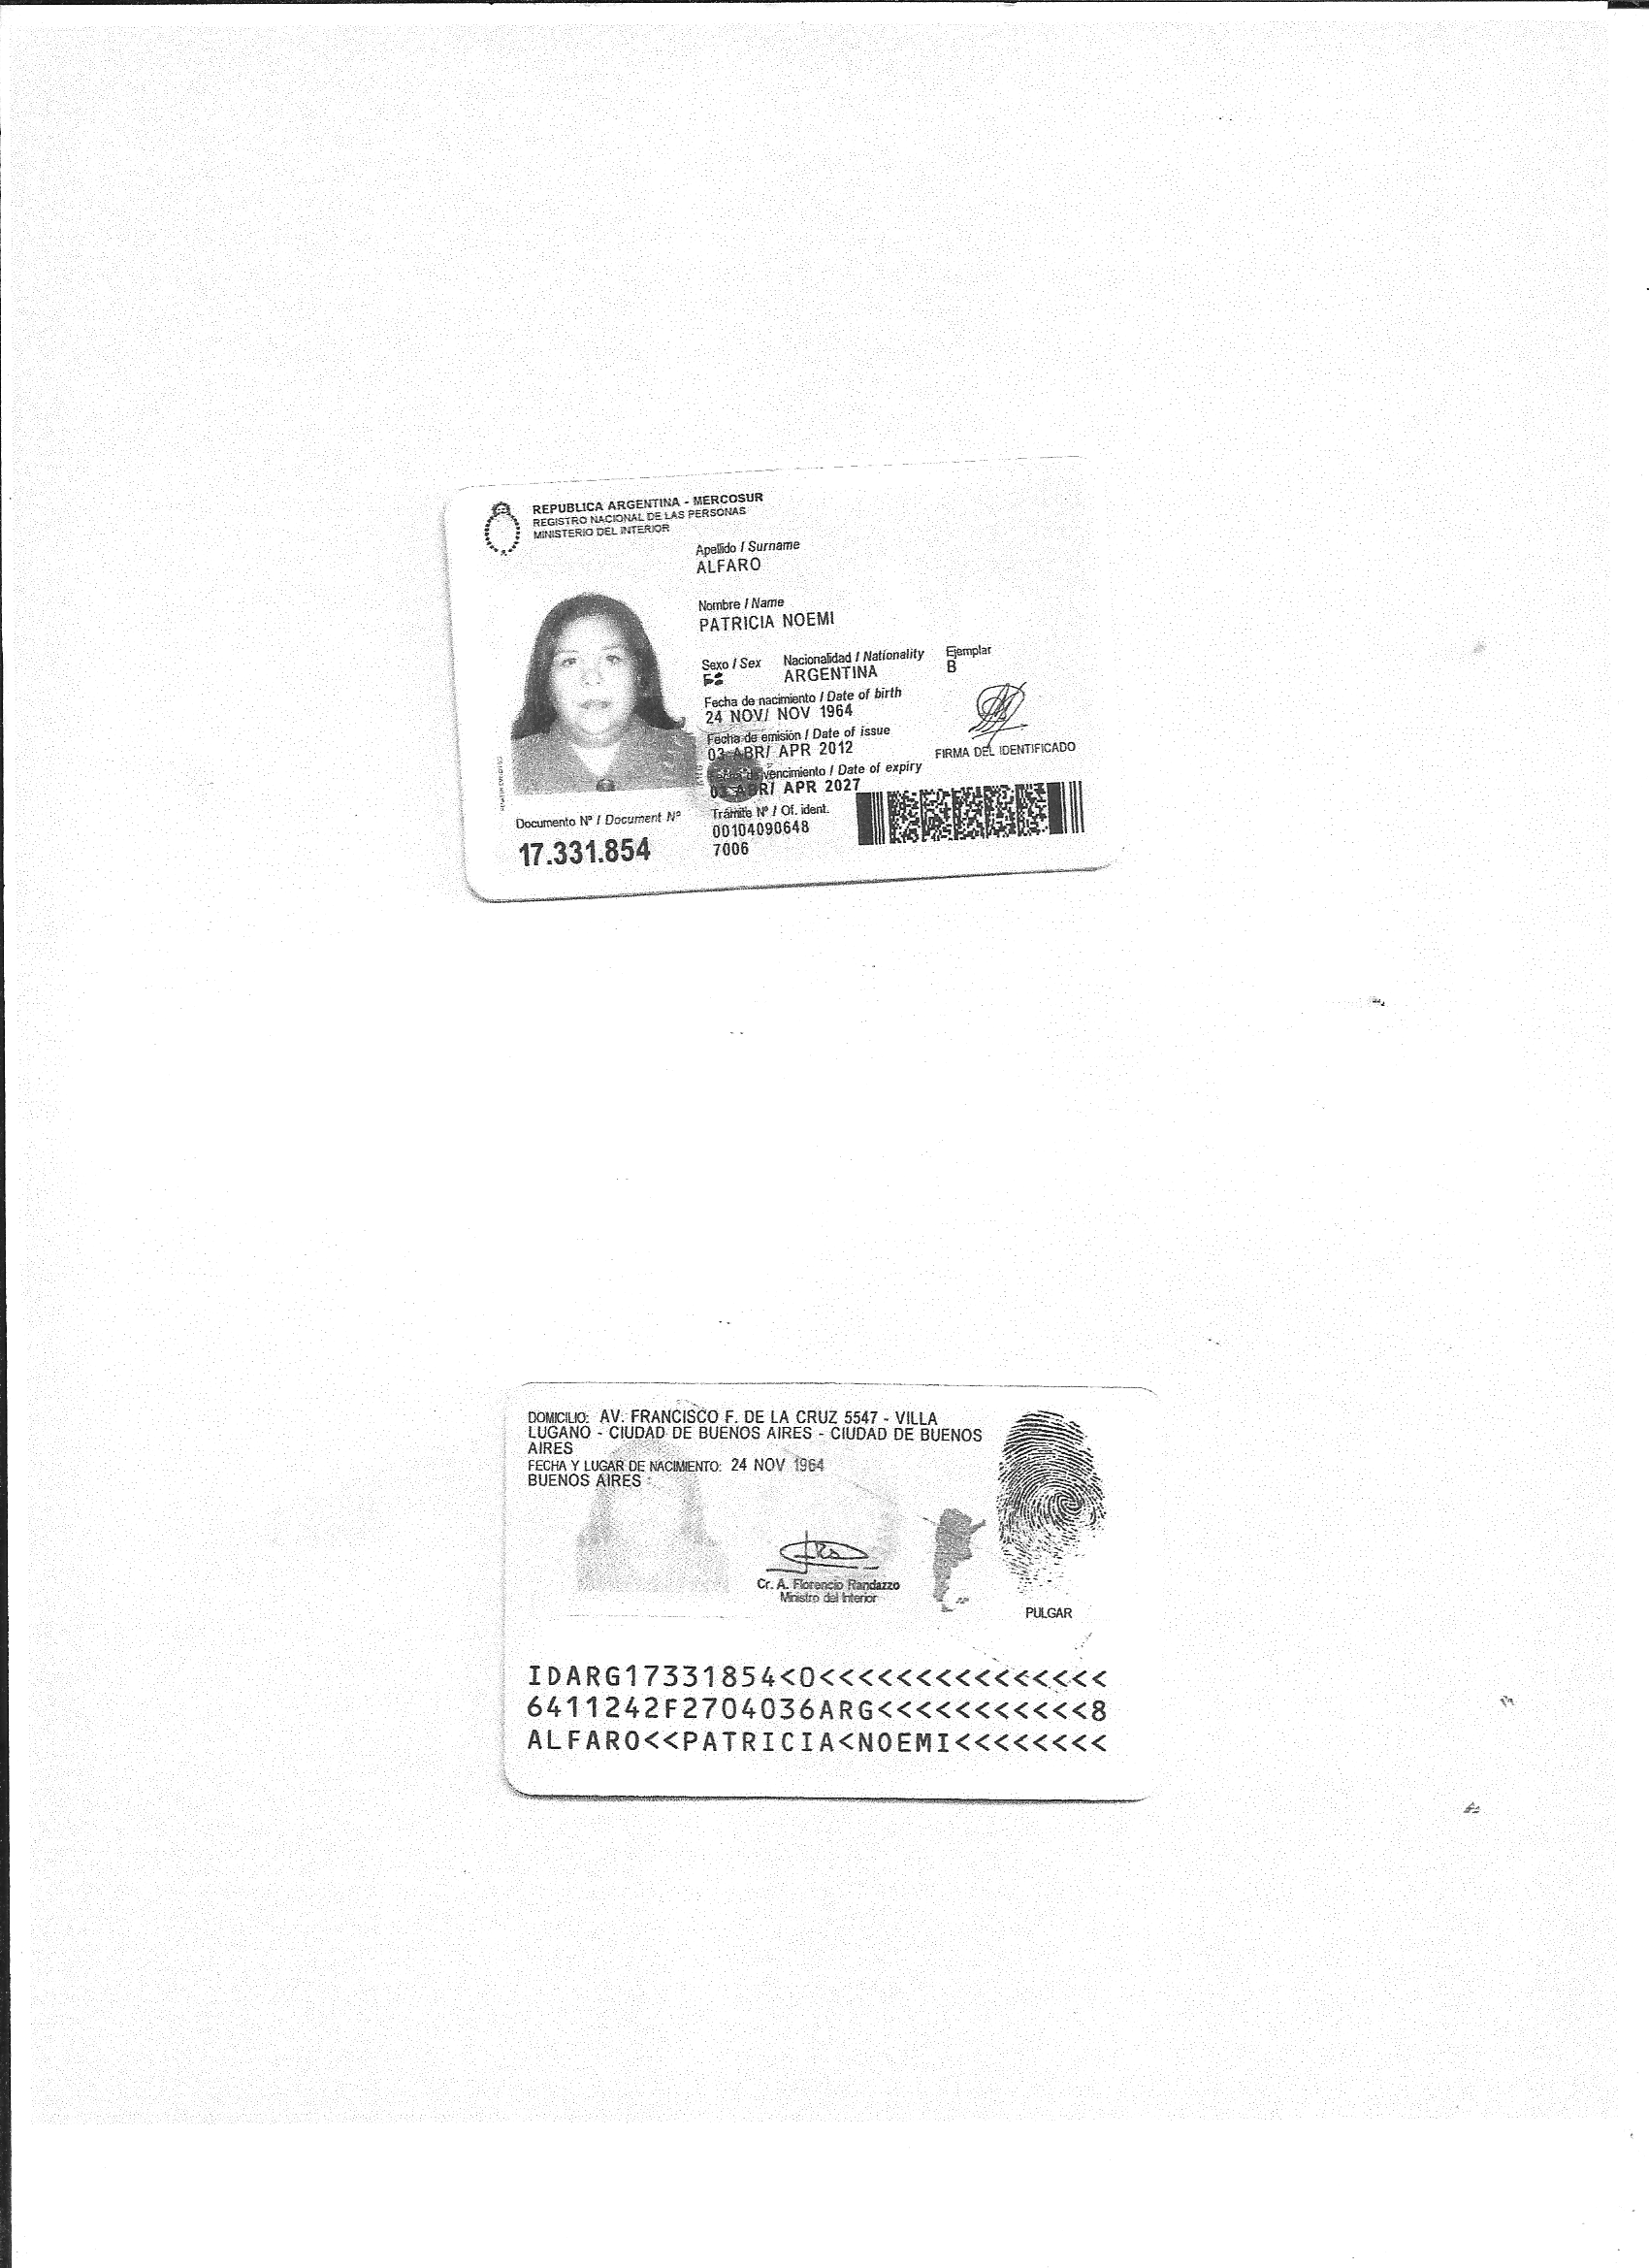 REPUBLICA ARGENTINA - MERCOSUR
REGISTRO NACIONAL DE LAS PERSONAS
MINISTERIO DEL INTERIOR
Apellido / Surname
ALFARO
Nombre / Name
PATRICIA NOEMI
Sexo / Sex Nacionalidad / Nationality Ejemplar
F ARGENTINA B
Fecha de nacimiento / Date of birth
24 NOV/ NOV 1964
Fecha de emisión / Date of issue
03 ABR/ APR 2012
FIRMA DEL IDENTIFICADO
Fecha de vencimiento / Date of expiry
03 ABR/ APR 2027
Documento Nº / Document Nº
17.331.854
Trámite Nº / Of. ident.
00104090648
7006
DOMICILIO: AV. FRANCISCO F. DE LA CRUZ 5547 - VILLA
LUGANO - CIUDAD DE BUENOS AIRES - CIUDAD DE BUENOS
AIRES
FECHA Y LUGAR DE NACIMIENTO: 24 NOV 1964
BUENOS AIRES
Cr. A. Florencio Randazzo
Ministro del Interior
PULGAR
IDARG17331854<0<<<<<<<<<<<<<<<
6411242F2704036ARG<<<<<<<<<<<8
ALFARO<<PATRICIA<NOEMI<<<<<<<<